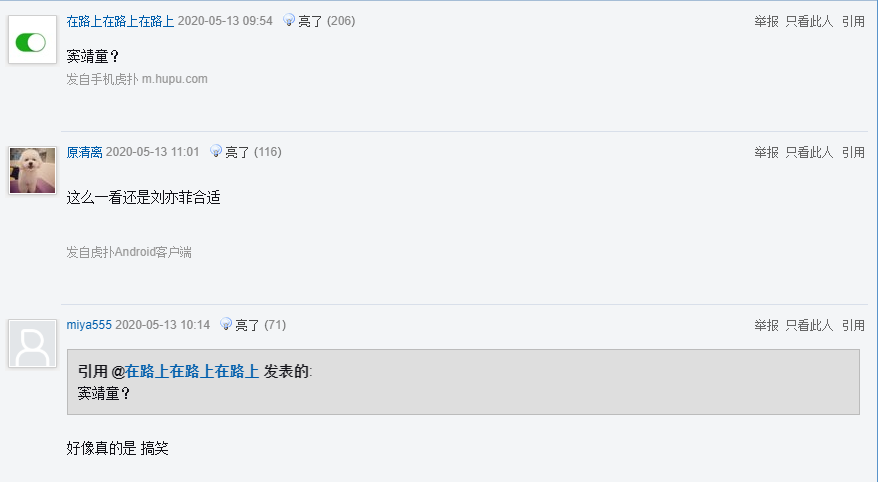 在路上在路上在路上 2020-05-13 09:54 亮了 (206) 举报 只看此人 引用
窦靖童？
发自手机虎扑 m.hupu.com
原清离 2020-05-13 11:01 亮了 (116) 举报 只看此人 引用
这么一看还是刘亦菲合适
发自虎扑Android客户端
miya555 2020-05-13 10:14 亮了 (71) 举报 只看此人 引用
引用 @在路上在路上在路上 发表的:
窦靖童？
好像真的是 搞笑